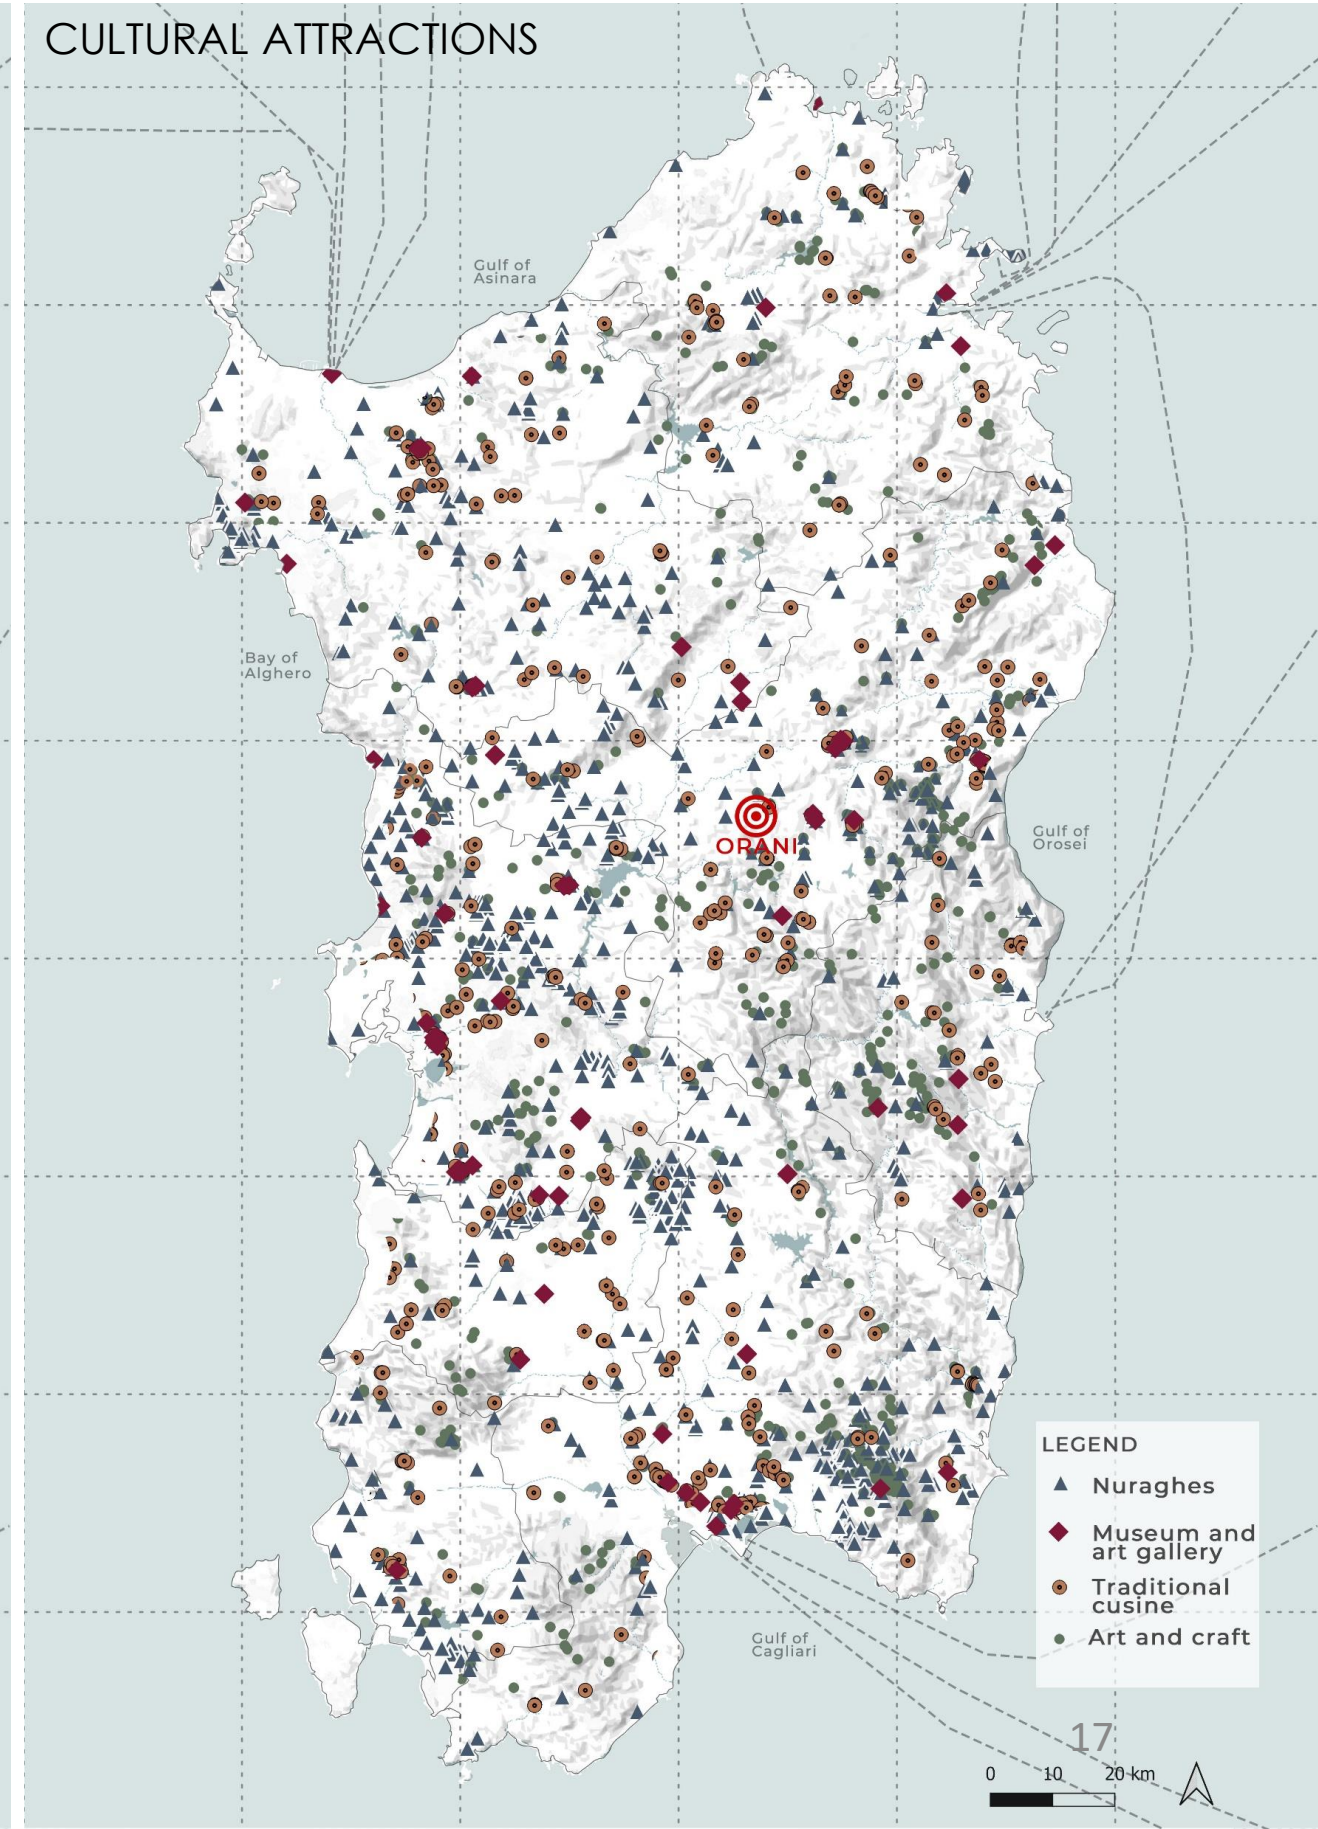 CULTURAL ATTRACTIONS
Gulf of
Asinara
Bay of
Alghero
ORANI
Gulf of
Orosei
LEGEND
Nuraghes
Museum and
art gallery
Traditional
cusine
Art and craft
Gulf of
Cagliari
17
0 10 20 km